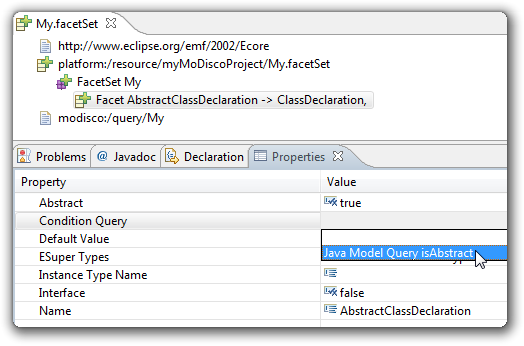 My.facetSet
http://www.eclipse.org/emf/2002/Ecore
platform:/resource/myMoDiscoProject/My.facetSet
FacetSet My
Facet AbstractClassDeclaration -> ClassDeclaration,
modisco:/query/My
Problems @ Javadoc Declaration Properties
Property Value
Abstract true
Condition Query
Default Value
Java Model Query isAbstract
ESuper Types
Instance Type Name
Interface false
Name AbstractClassDeclaration